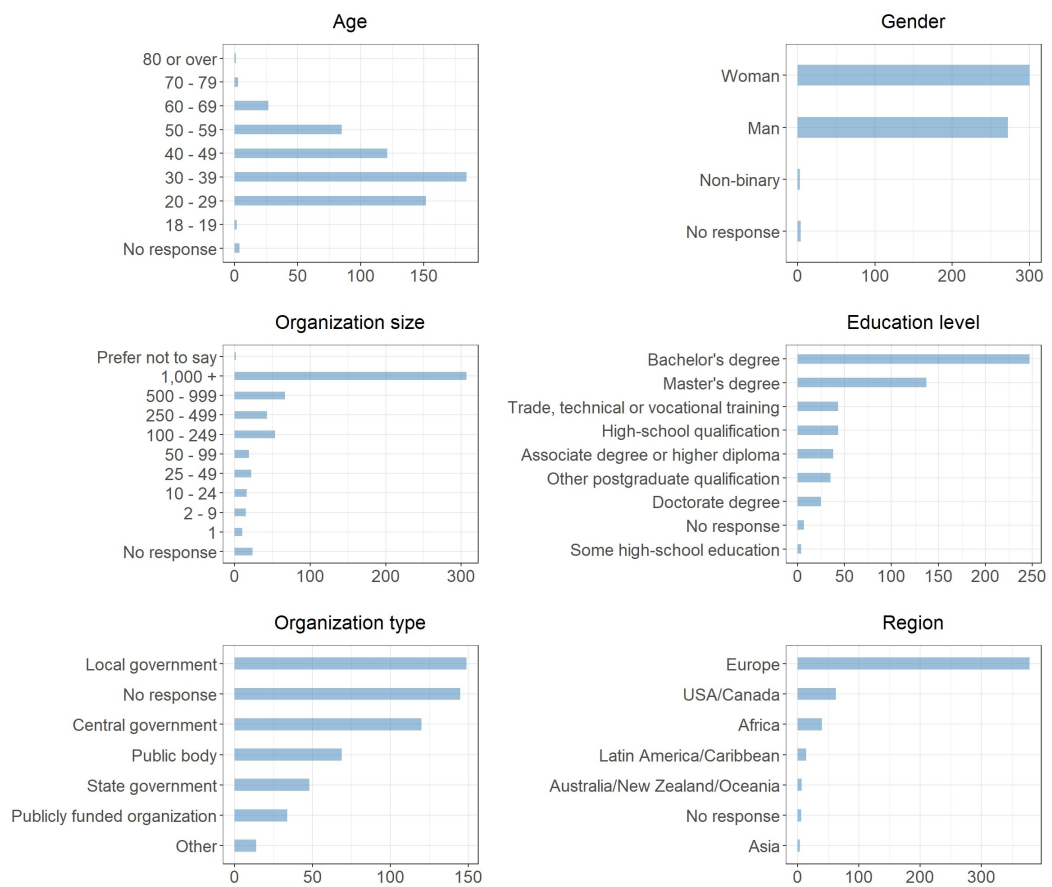 Age
80 or over
70 - 79
60 - 69
50 - 59
40 - 49
30 - 39
20 - 29
18 - 19
No response
0 50 100 150
Gender
Woman
Man
Non-binary
No response
0 100 200 300
Organization size
Prefer not to say
1,000 +
500 - 999
250 - 499
100 - 249
50 - 99
25 - 49
10 - 24
2 - 9
1
No response
0 100 200 300
Education level
Bachelor's degree
Master's degree
Trade, technical or vocational training
High-school qualification
Associate degree or higher diploma
Other postgraduate qualification
Doctorate degree
No response
Some high-school education
0 50 100 150 200 250
Organization type
Local government
No response
Central government
Public body
State government
Publicly funded organization
Other
0 50 100 150
Region
Europe
USA/Canada
Africa
Latin America/Caribbean
Australia/New Zealand/Oceania
No response
Asia
0 100 200 300